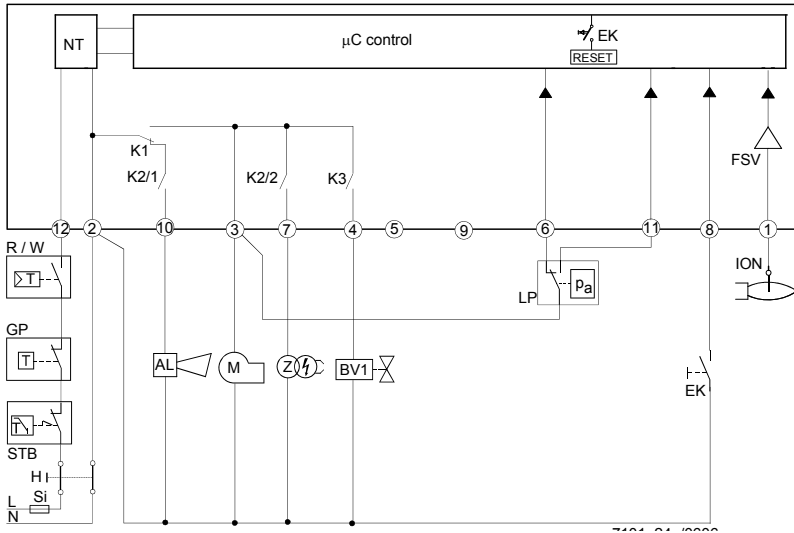 NT
µC control
EK
RESET
K1
K2/1
K2/2
K3
FSV
12 2 10 3 7 4 5 9 6 11 8 1
R / W
T
GP
T
STB
T
H
L Si
N
AL
M
Z
BV1
LP
pa
EK
ION